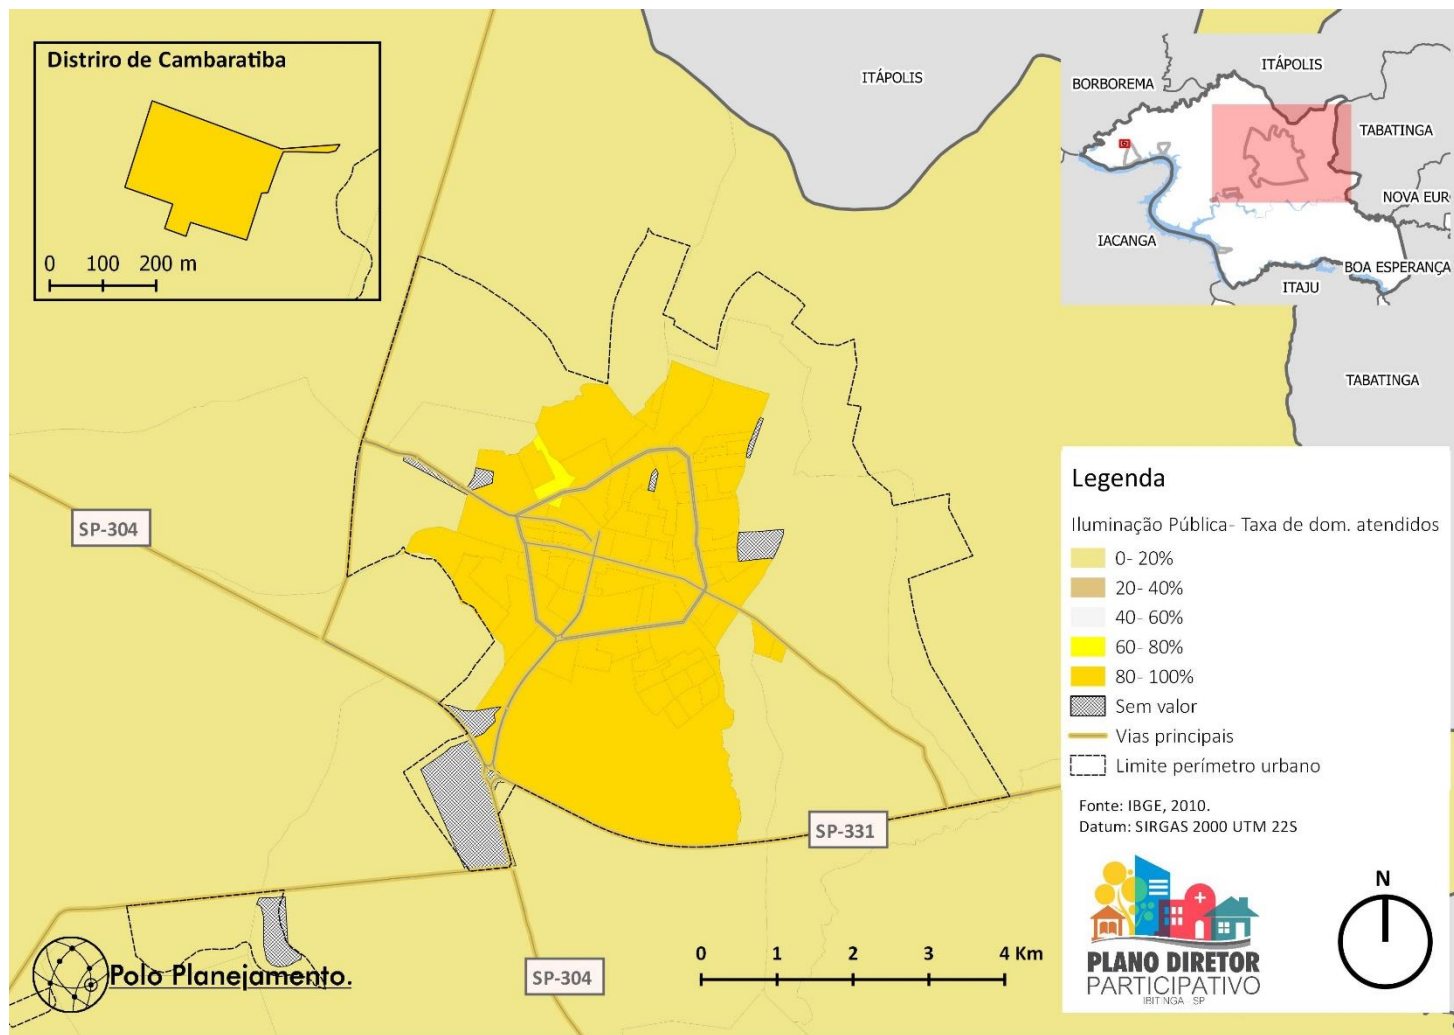 Distriro de Cambaratiba
0 100 200 m
ITÁPOLIS
ITÁPOLIS
BORBOREMA
TABATINGA
NOVA EUR
IACANGA
BOA ESPERANÇA
ITAJU
TABATINGA
SP-304
SP-331
SP-304
Legenda
Iluminação Pública- Taxa de dom. atendidos
0- 20%
20- 40%
40- 60%
60- 80%
80- 100%
Sem valor
Vias principais
Limite perímetro urbano
Fonte: IBGE, 2010.
Datum: SIRGAS 2000 UTM 22S
PLANO DIRETOR
PARTICIPATIVO
IBITINGA - SP
N
0 1 2 3 4 Km
Polo Planejamento.